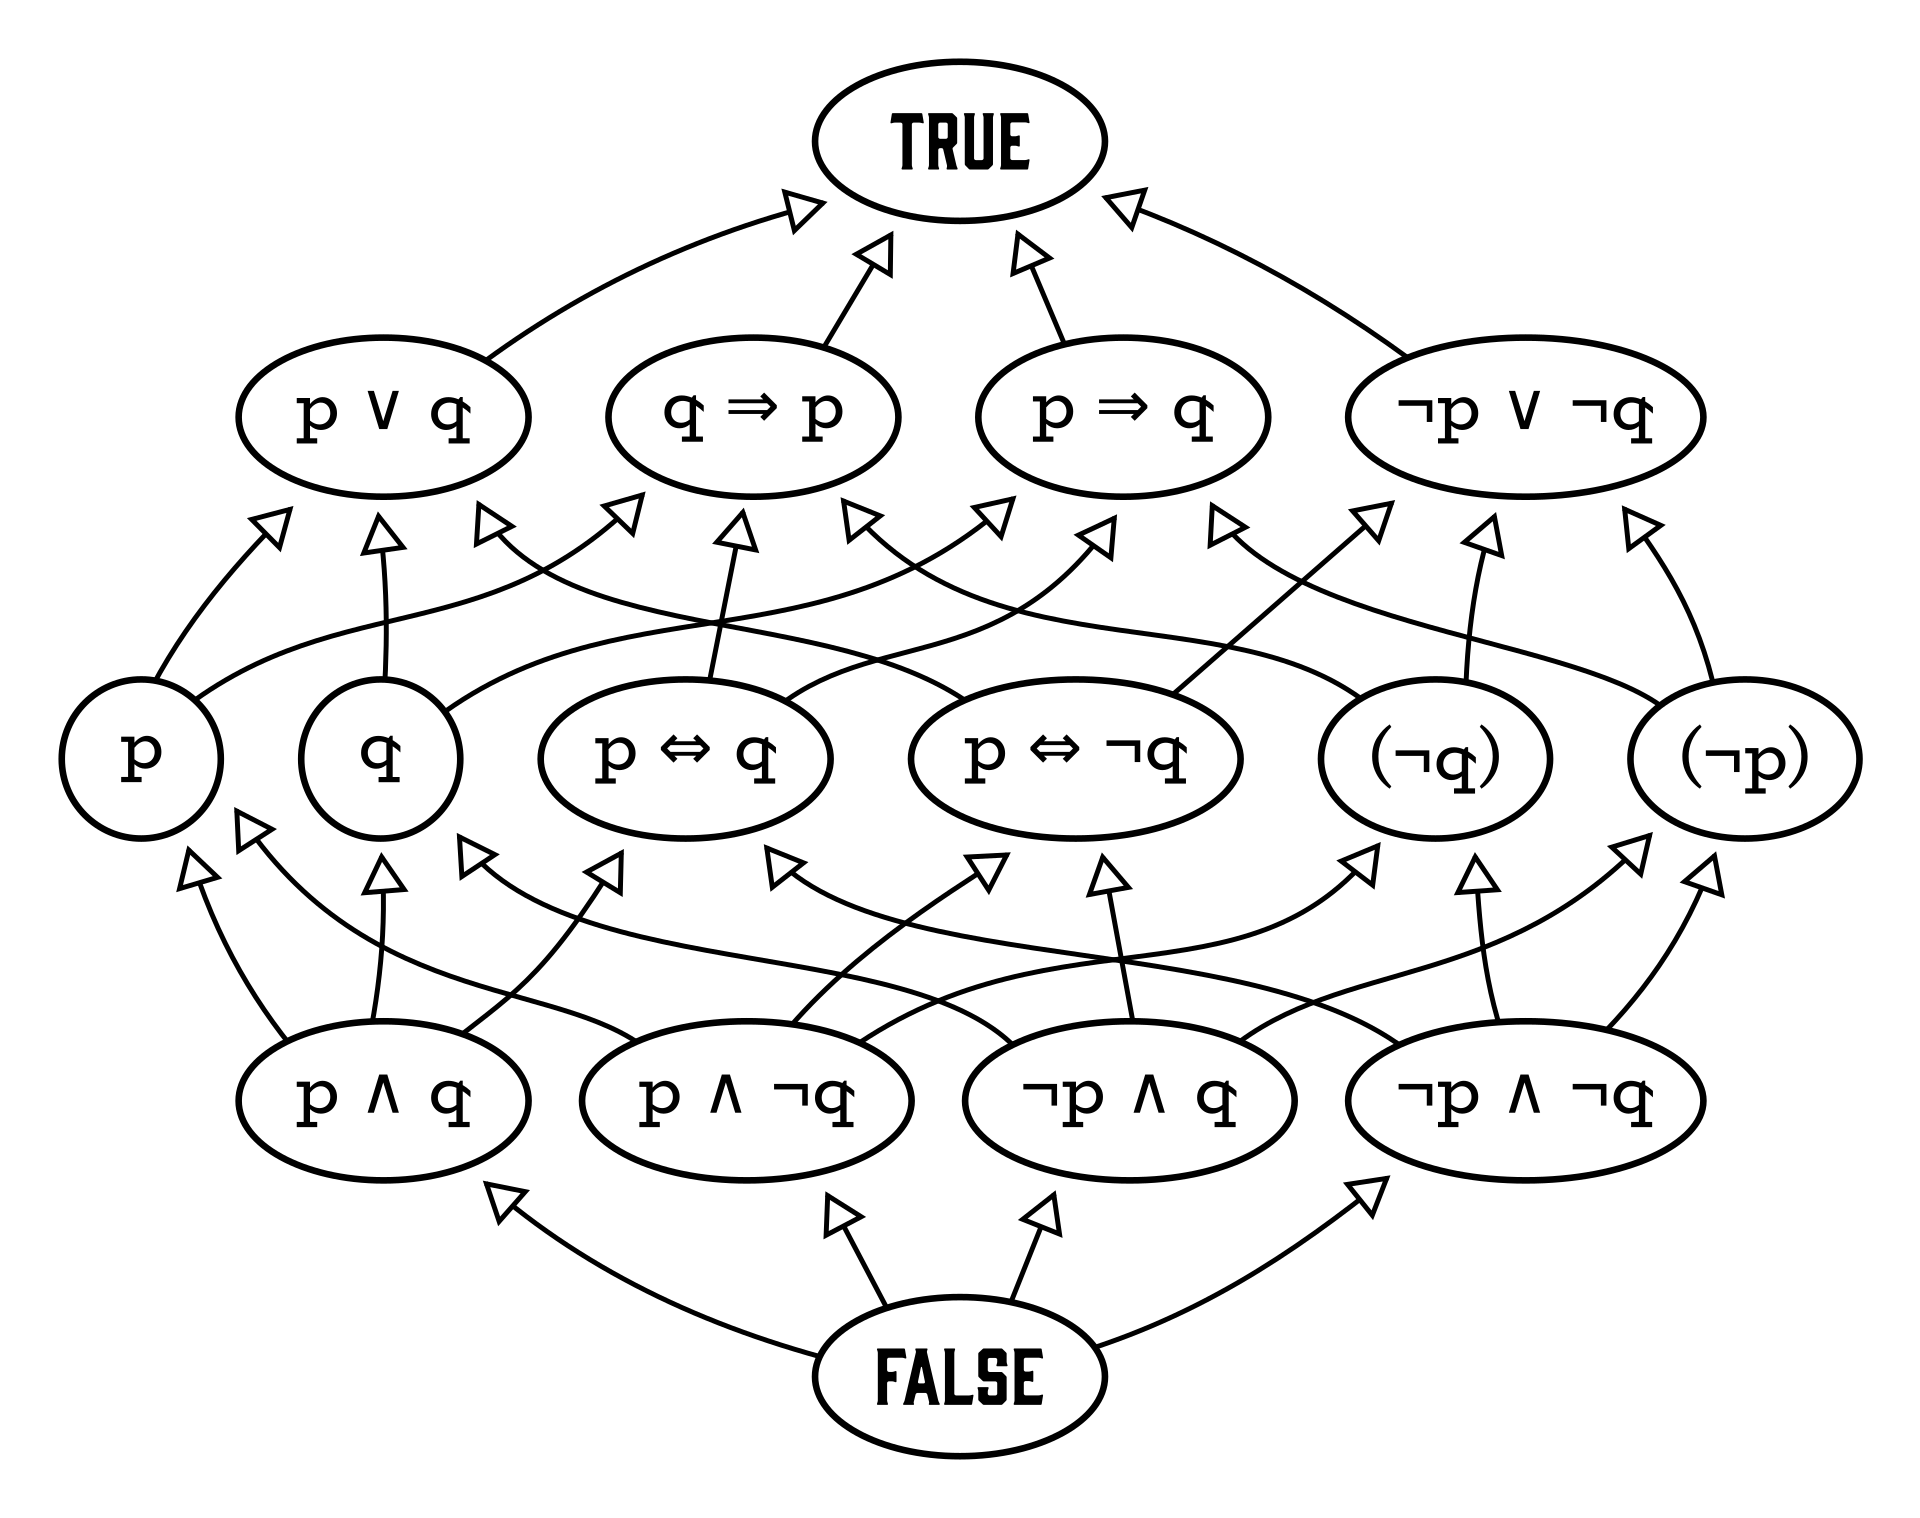 TRUE
p ∨ q
q ⇒ p
p ⇒ q
¬p ∨ ¬q
p
q
p ⇔ q
p ⇔ ¬q
(¬q)
(¬p)
p ∧ q
p ∧ ¬q
¬p ∧ q
¬p ∧ ¬q
FALSE